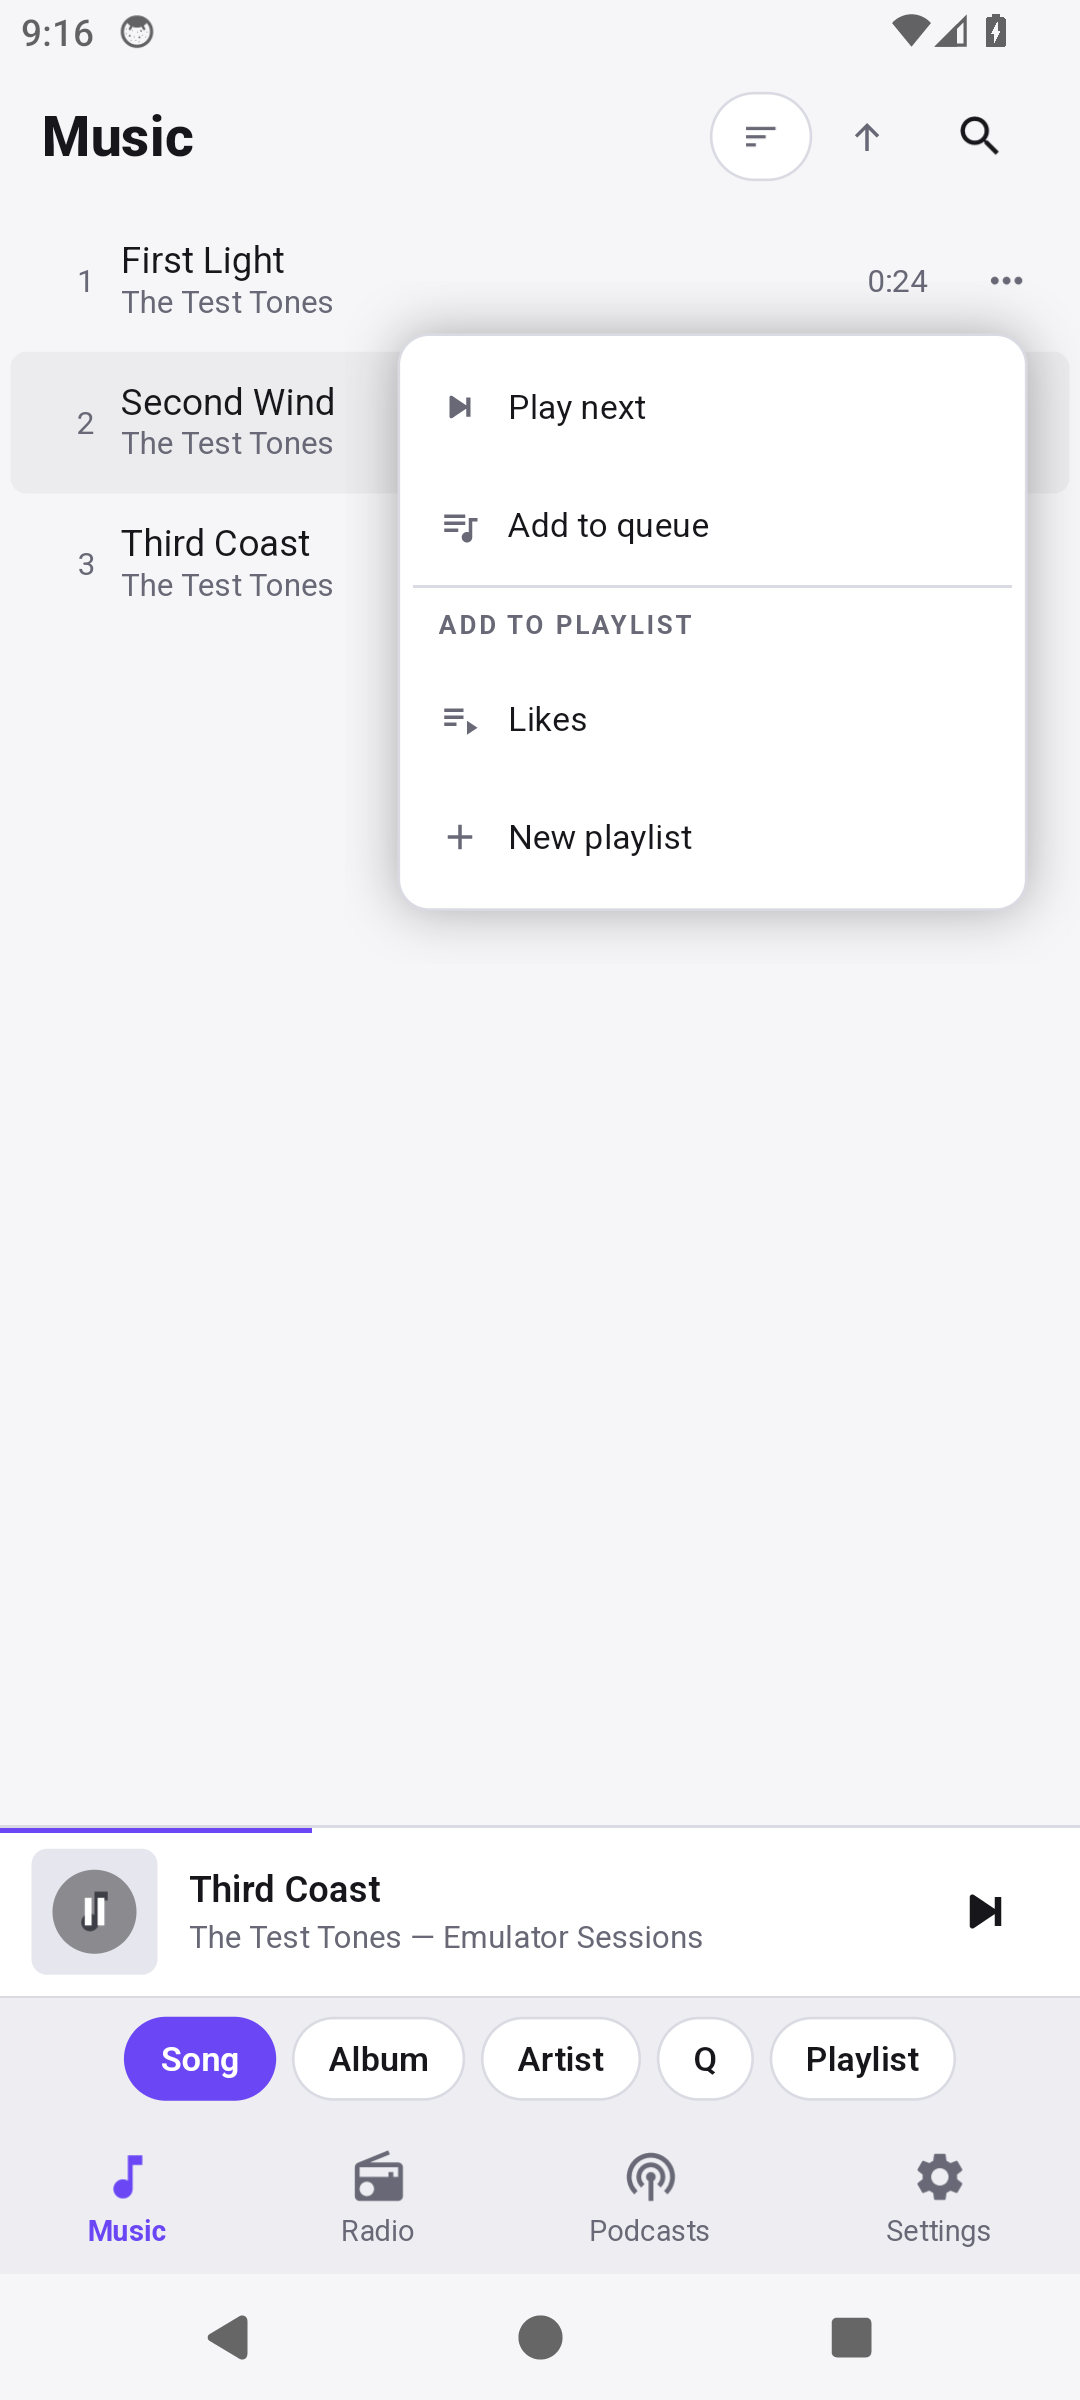 9:16
Music
1
First Light
The Test Tones
0:24
2
Second Wind
The Test Tones
3
Third Coast
The Test Tones
Play next
Add to queue
ADD TO PLAYLIST
Likes
New playlist
Third Coast
The Test Tones — Emulator Sessions
Song
Album
Artist
Q
Playlist
Music
Radio
Podcasts
Settings